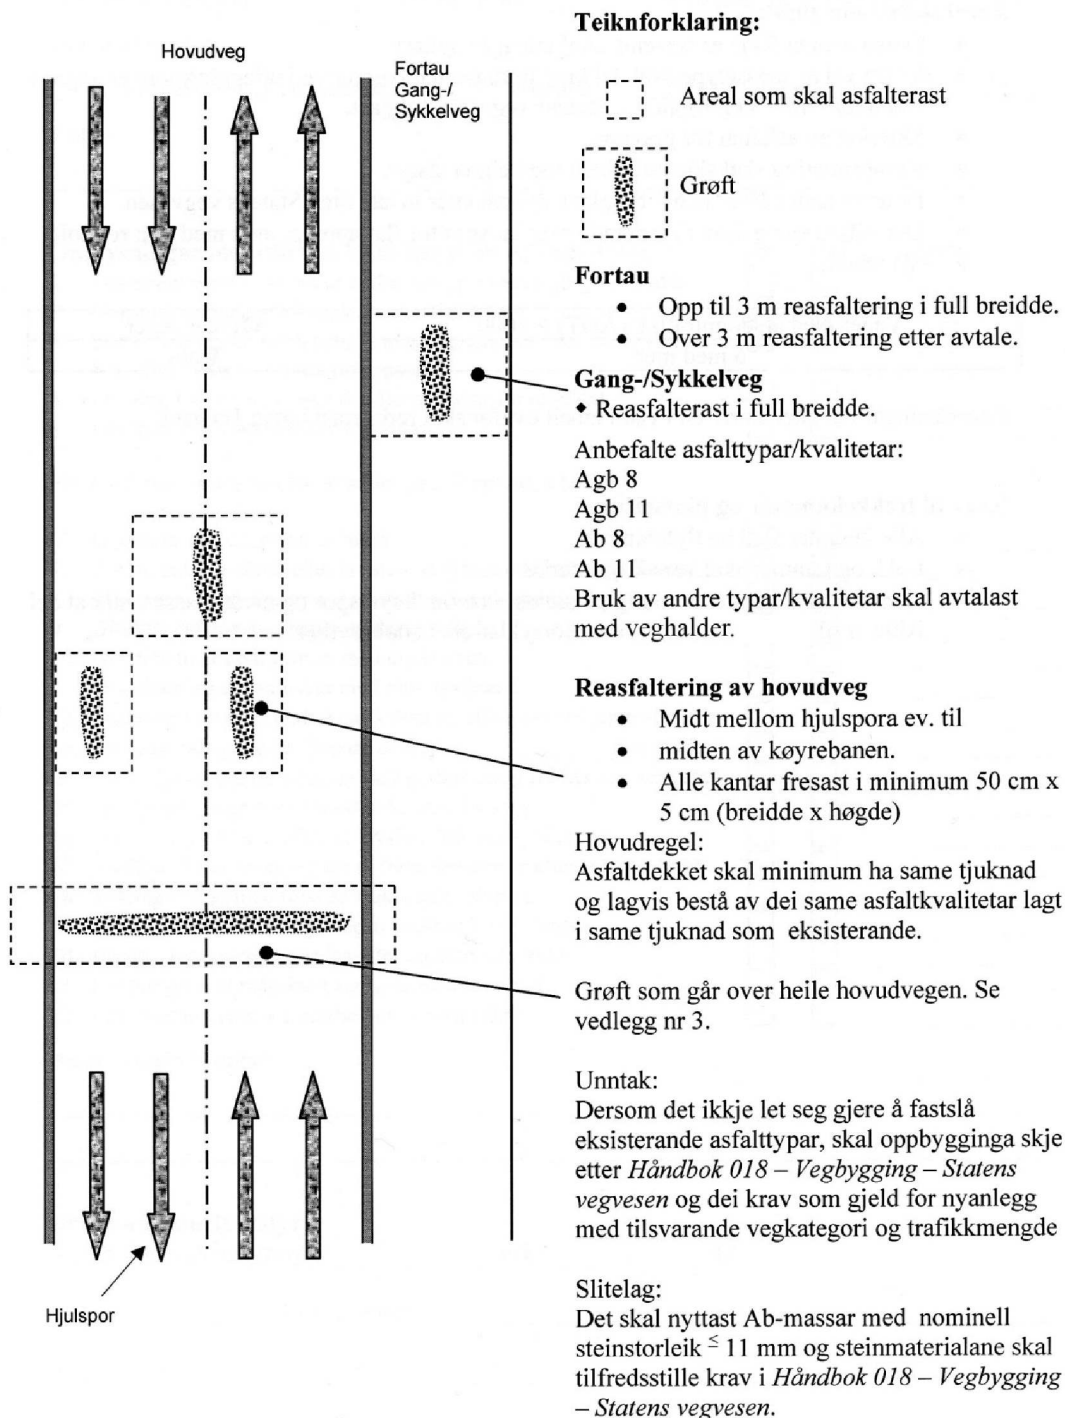 Hovudveg
Fortau
Gang-/
Sykkelveg
Hjulspor
Teiknforklaring:
Areal som skal asfalterast
Grøft
Fortau
• Opp til 3 m reasfaltering i full breidde.
• Over 3 m reasfaltering etter avtale.
Gang-/Sykkelveg
◆ Reasfalterast i full breidde.
Anbefalte asfalttypar/kvalitetar:
Agb 8
Agb 11
Ab 8
Ab 11
Bruk av andre typar/kvalitetar skal avtalast
med veghalder.
Reasfaltering av hovudveg
• Midt mellom hjulspora ev. til
• midten av køyrebanen.
• Alle kantar fresast i minimum 50 cm x
5 cm (breidde x høgde)
Hovudregel:
Asfaltdekket skal minimum ha same tjuknad
og lagvis bestå av dei same asfaltkvalitetar lagt
i same tjuknad som eksisterande.
Grøft som går over heile hovudvegen. Se
vedlegg nr 3.
Unntak:
Dersom det ikkje let seg gjere å fastslå
eksisterande asfalttypar, skal oppbygginga skje
etter Håndbok 018 – Vegbygging – Statens
vegvesen og dei krav som gjeld for nyanlegg
med tilsvarande vegkategori og trafikkmengde
Slitelag:
Det skal nyttast Ab-massar med nominell
steinstorleik ≤ 11 mm og steinmaterialane skal
tilfredsstille krav i Håndbok 018 – Vegbygging
– Statens vegvesen.